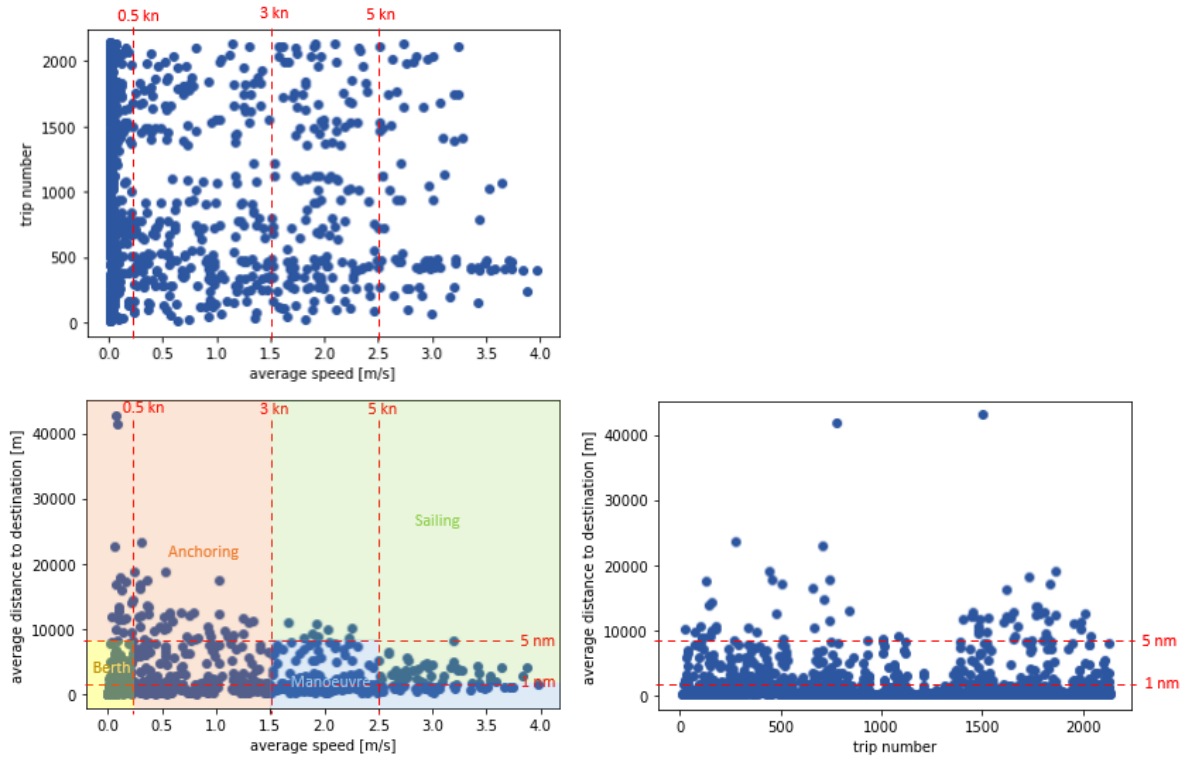 0.5 kn
3 kn
5 kn
2000
1500
1000
500
0
trip number
0.0 0.5 1.0 1.5 2.0 2.5 3.0 3.5 4.0
average speed [m/s]
0.5 kn
3 kn
5 kn
40000
30000
20000
10000
0
average distance to destination [m]
Sailing
Anchoring
5 nm
Berth
Manoeuvre
1 nm
0.0 0.5 1.0 1.5 2.0 2.5 3.0 3.5 4.0
average speed [m/s]
40000
30000
20000
10000
0
average distance to destination [m]
5 nm
1 nm
0 500 1000 1500 2000
trip number